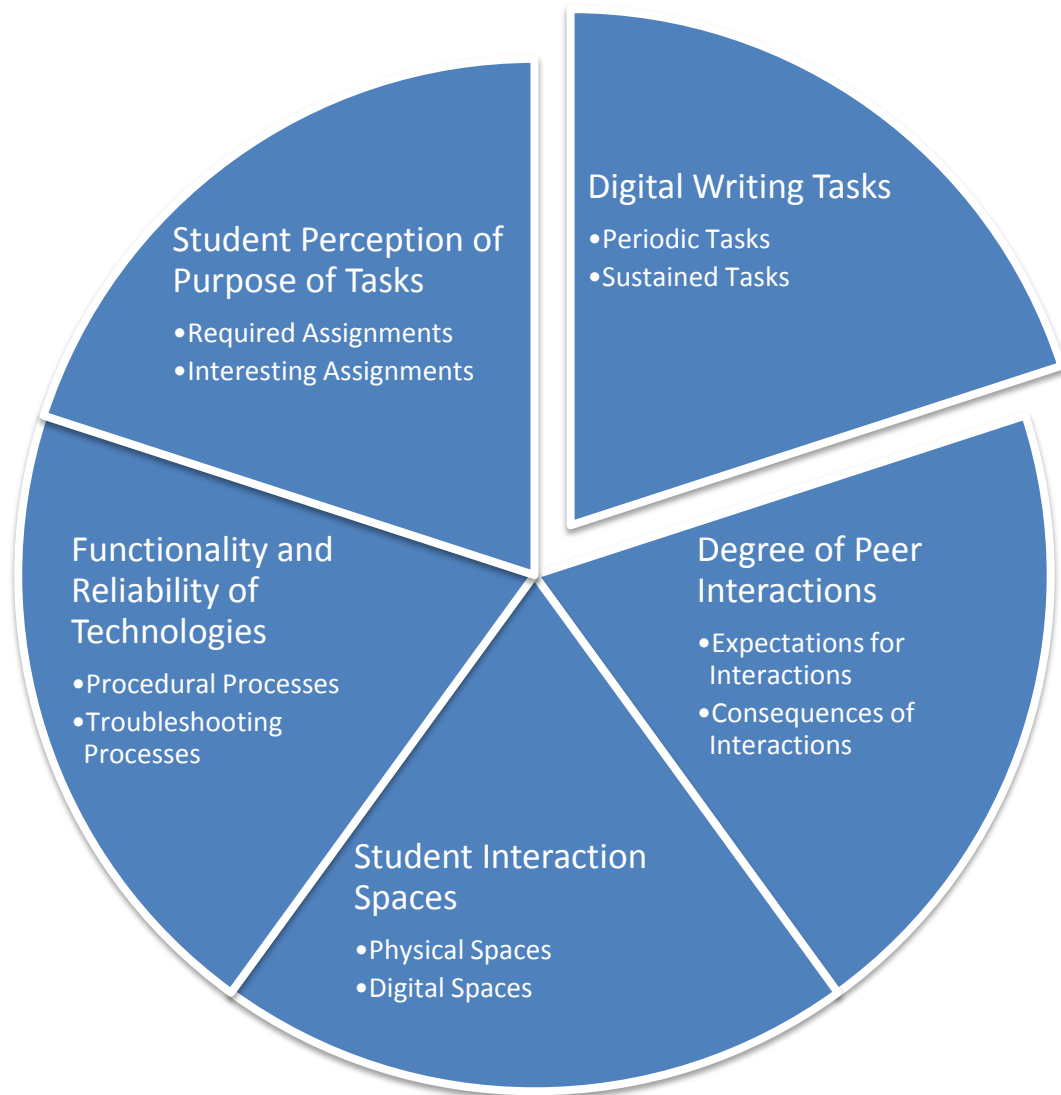 Digital Writing Tasks
•Periodic Tasks
•Sustained Tasks
Degree of Peer
Interactions
•Expectations for
Interactions
•Consequences of
Interactions
Student Interaction
Spaces
•Physical Spaces
•Digital Spaces
Functionality and
Reliability of
Technologies
•Procedural Processes
•Troubleshooting
Processes
Student Perception of
Purpose of Tasks
•Required Assignments
•Interesting Assignments